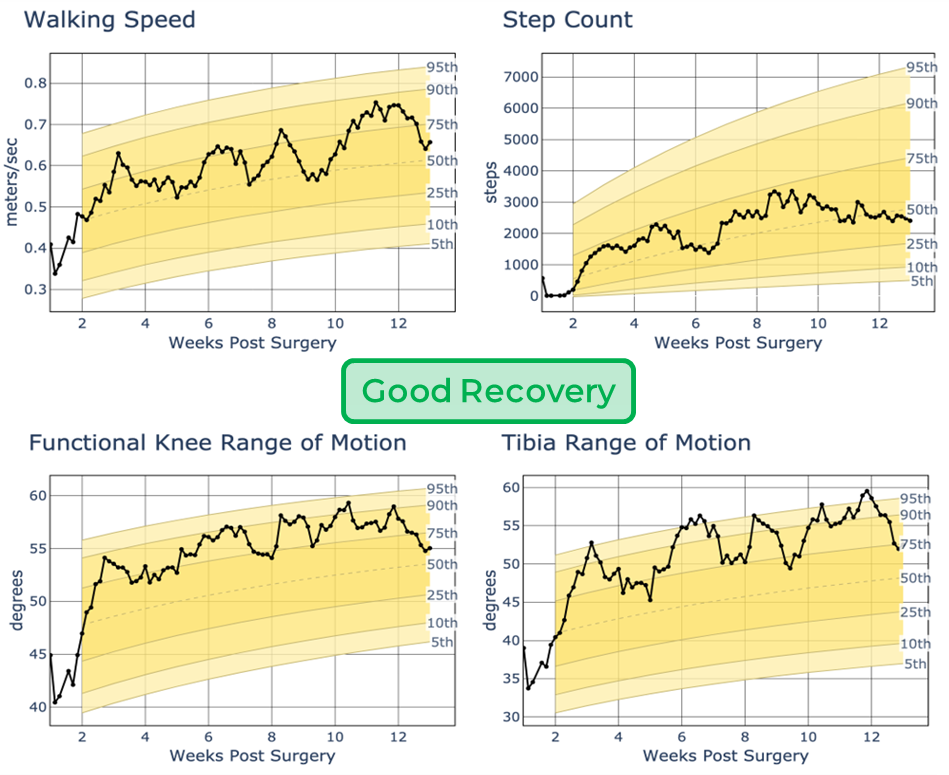 Walking Speed
0.8
0.7
0.6
0.5
0.4
0.3
meters/sec
95th
90th
75th
50th
25th
10th
5th
2 4 6 8 10 12
Weeks Post Surgery
Step Count
7000
6000
5000
4000
3000
2000
1000
0
steps
95th
90th
75th
50th
25th
10th
5th
2 4 6 8 10 12
Weeks Post Surgery
Good Recovery
Functional Knee Range of Motion
60
55
50
45
40
degrees
95th
90th
75th
50th
25th
10th
5th
2 4 6 8 10 12
Weeks Post Surgery
Tibia Range of Motion
60
55
50
45
40
35
30
degrees
95th
90th
75th
50th
25th
10th
5th
2 4 6 8 10 12
Weeks Post Surgery